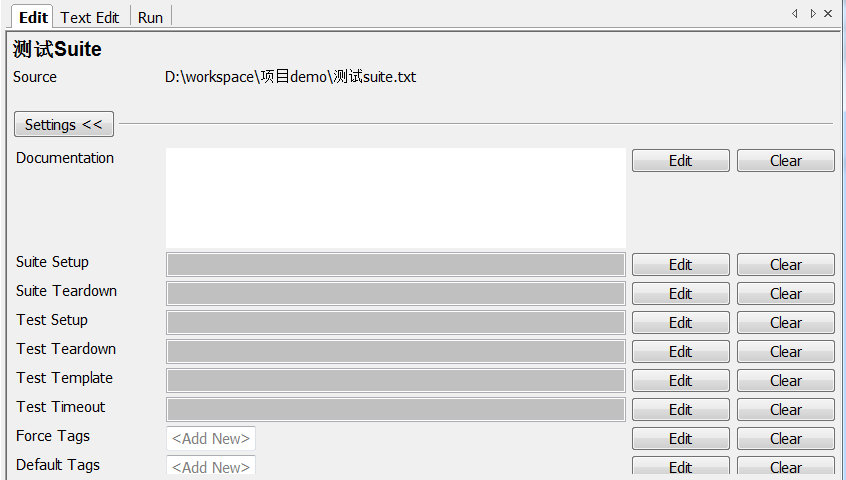 Edit Text Edit Run
测试Suite
Source D:\workspace\项目demo\测试suite.txt
Settings <<
Documentation Edit Clear
Suite Setup Edit Clear
Suite Teardown Edit Clear
Test Setup Edit Clear
Test Teardown Edit Clear
Test Template Edit Clear
Test Timeout Edit Clear
Force Tags <Add New> Edit Clear
Default Tags <Add New> Edit Clear